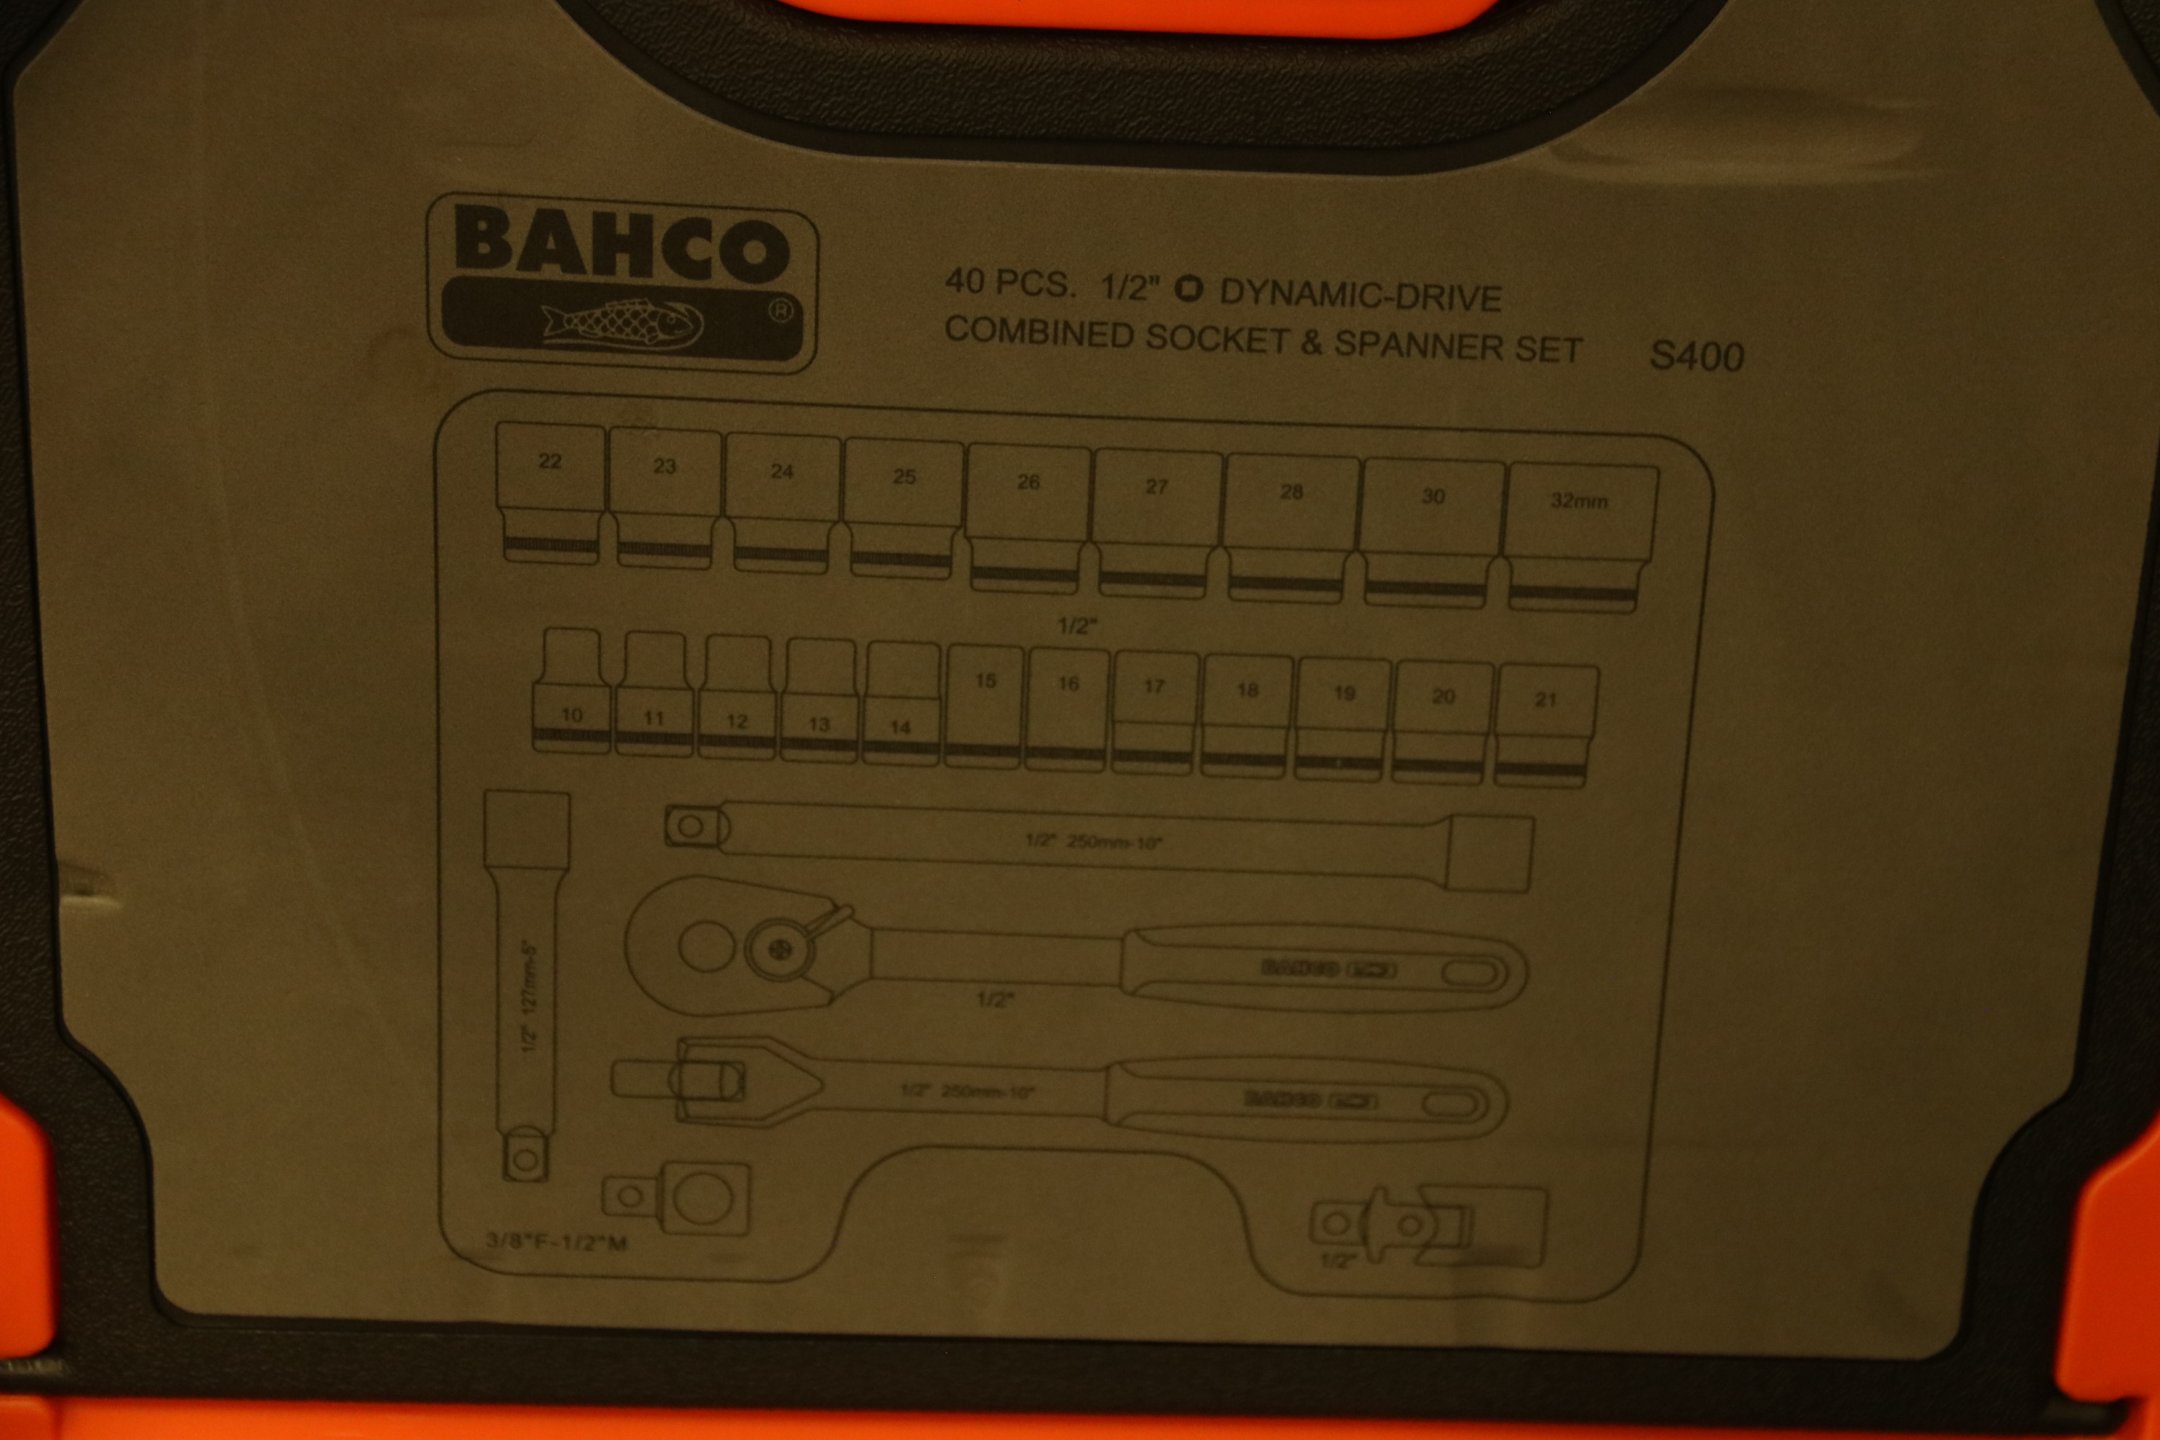 BAHCO
®
40 PCS. 1/2" DYNAMIC-DRIVE
COMBINED SOCKET & SPANNER SET S400
22 23 24 25 26 27 28 30 32mm
1/2"
10 11 12 13 14 15 16 17 18 19 20 21
1/2" 250mm-10"
1/2" 127mm-5"
BAHCO
1/2"
1/2" 250mm-10"
BAHCO
3/8"F-1/2"M
1/2"